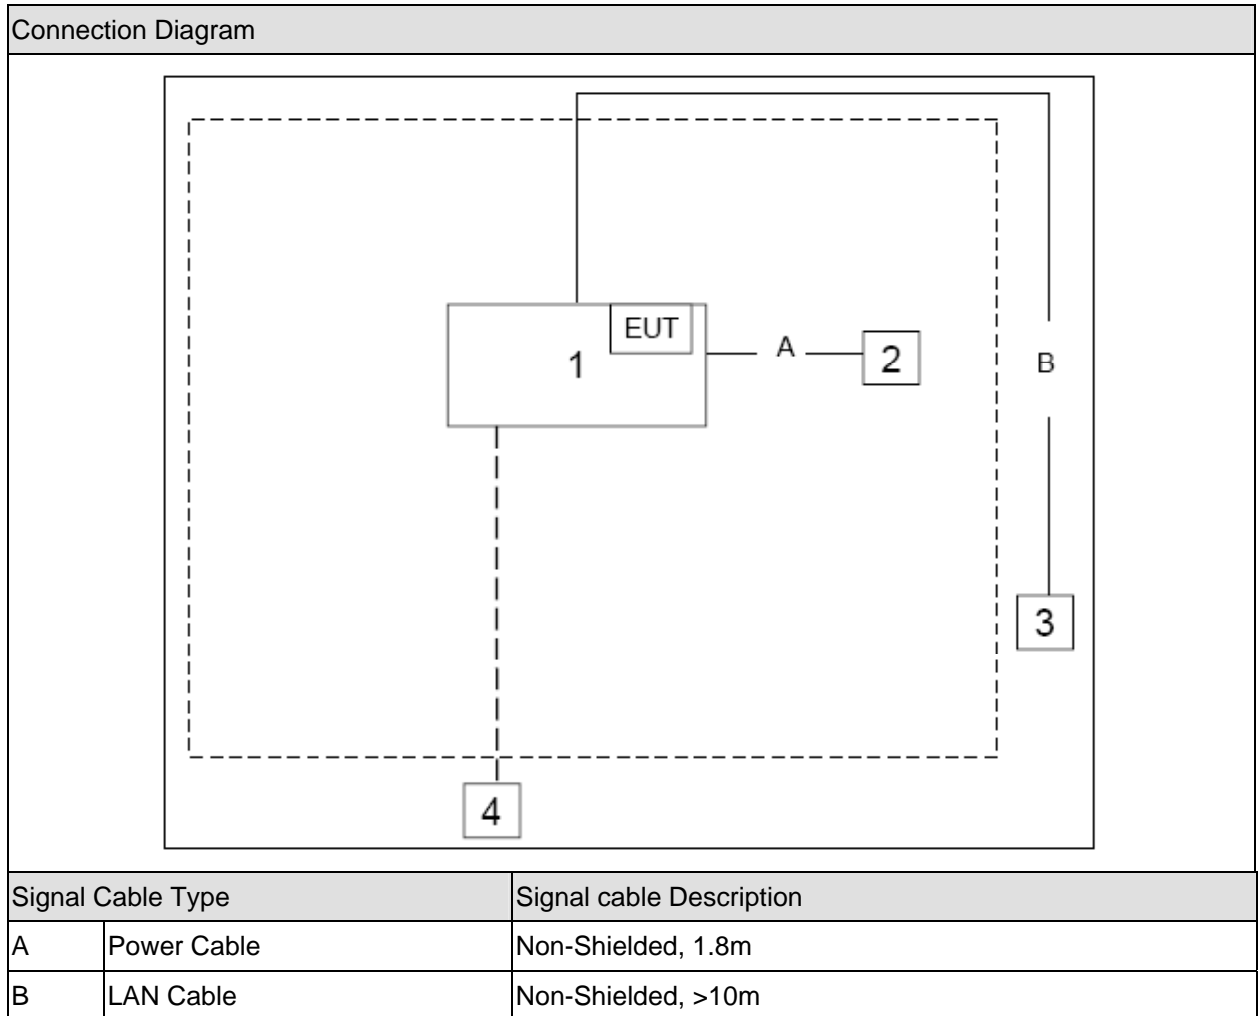 Connection Diagram
EUT
1
A
2
B
3
4
Signal Cable Type Signal cable Description
A Power Cable Non-Shielded, 1.8m
B LAN Cable Non-Shielded, >10m